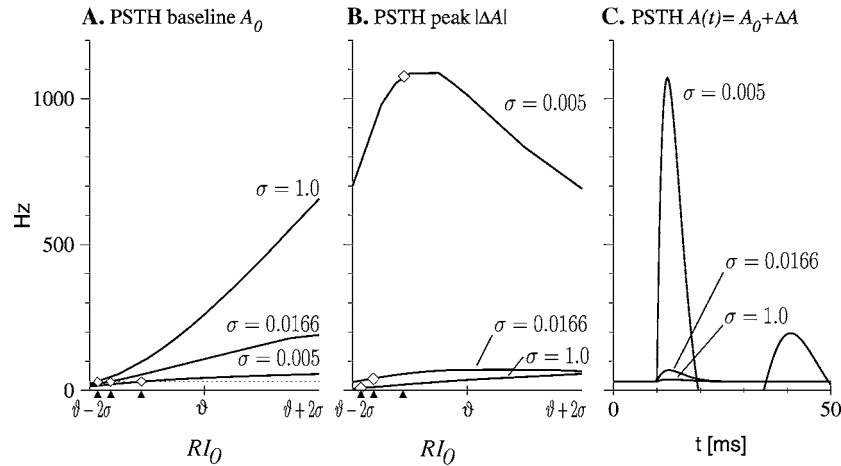 A. PSTH baseline A₀
B. PSTH peak |ΔA|
C. PSTH A(t)= A₀+ΔA
1000
500
0
Hz
σ = 1.0
σ = 0.0166
σ = 0.005
ϑ − 2σ
ϑ
ϑ + 2σ
RI₀
σ = 0.005
σ = 0.0166
σ = 1.0
ϑ − 2σ
ϑ
ϑ + 2σ
RI₀
σ = 0.005
σ = 0.0166
σ = 1.0
0
50
t [ms]